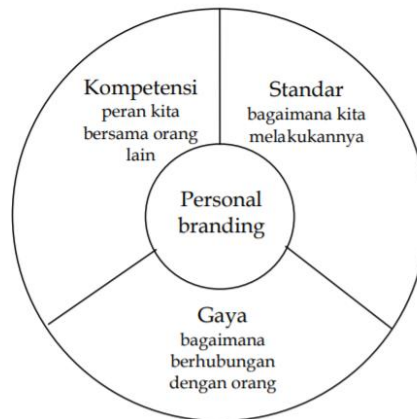 Kompetensi
peran kita
bersama orang
lain
Standar
bagaimana kita
melakukannya
Personal
branding
Gaya
bagaimana
berhubungan
dengan orang